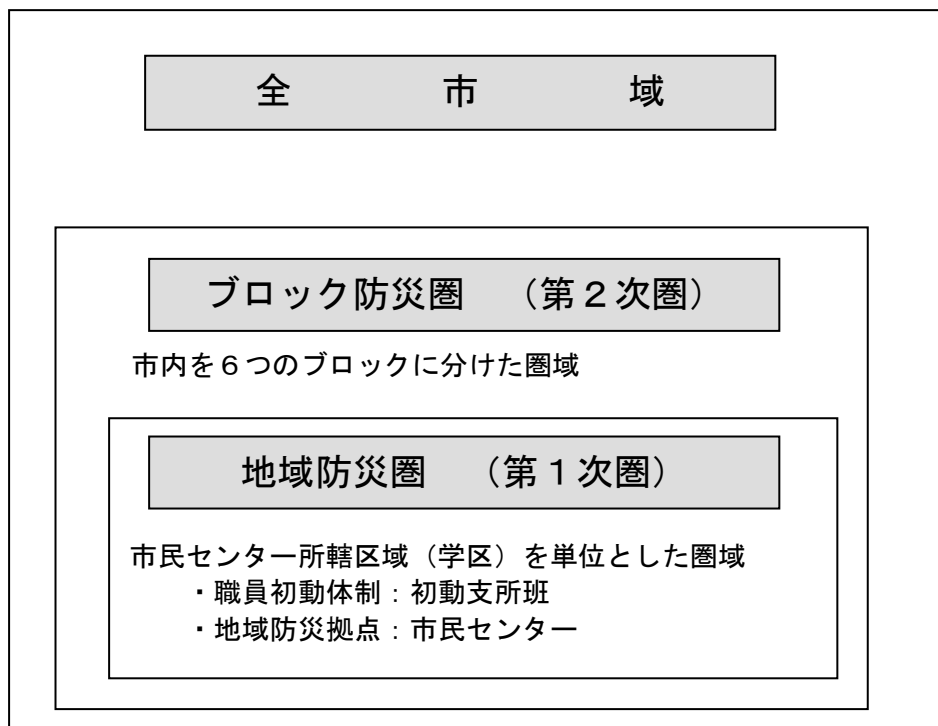 全 市 域
ブロック防災圏 （第２次圏）
市内を６つのブロックに分けた圏域
地域防災圏 （第１次圏）
市民センター所轄区域（学区）を単位とした圏域
・職員初動体制：初動支所班
・地域防災拠点：市民センター